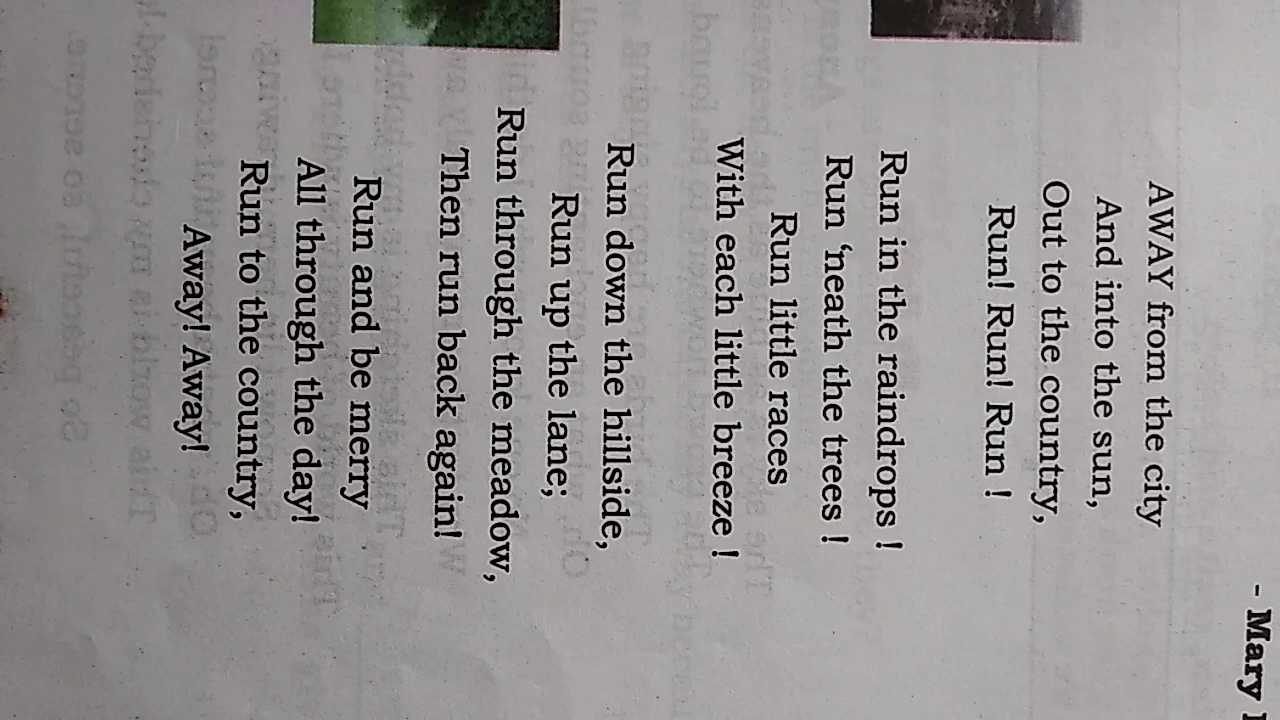 - Mary
AWAY from the city
And into the sun,
Out to the country,
Run! Run! Run !
Run in the raindrops !
Run ‘neath the trees !
Run little races
With each little breeze !
Run down the hillside,
Run up the lane;
Run through the meadow,
Then run back again!
Run and be merry
All through the day!
Run to the country,
Away! Away!